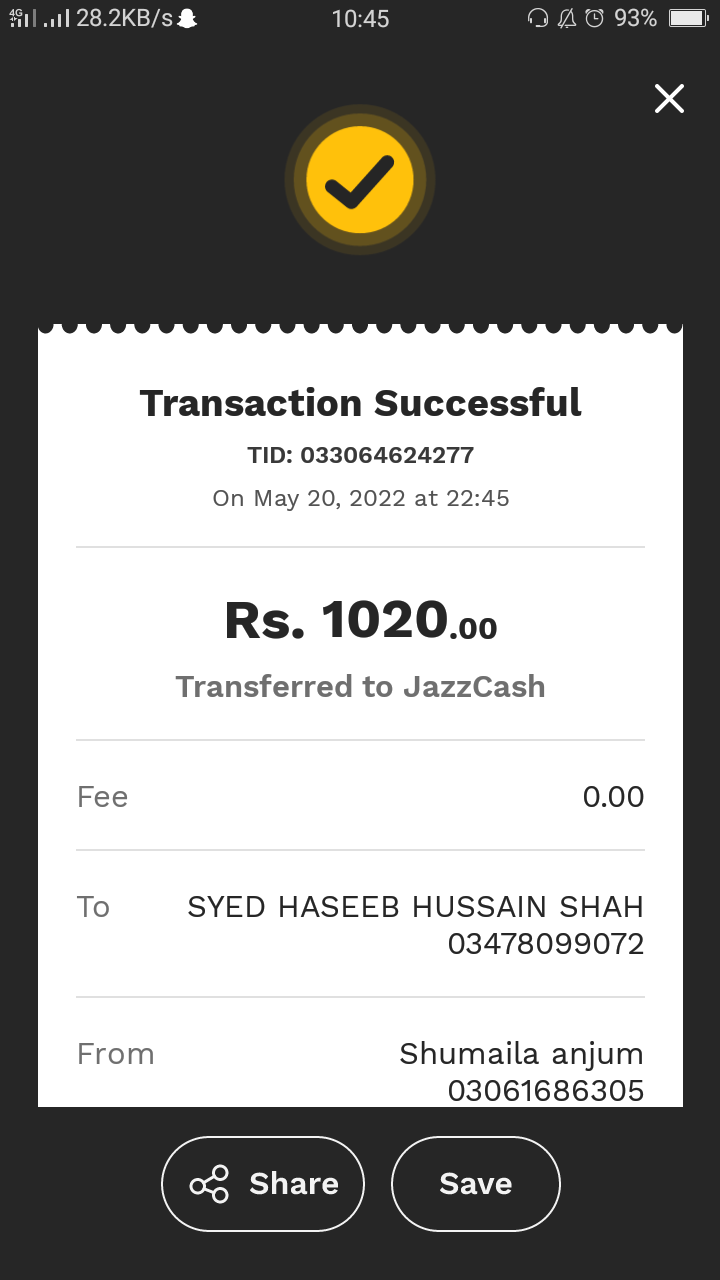 4G 28.2KB/s 10:45 93%
Transaction Successful
TID: 033064624277
On May 20, 2022 at 22:45
Rs. 1020.00
Transferred to JazzCash
Fee 0.00
To SYED HASEEB HUSSAIN SHAH
03478099072
From Shumaila anjum
03061686305
Share Save